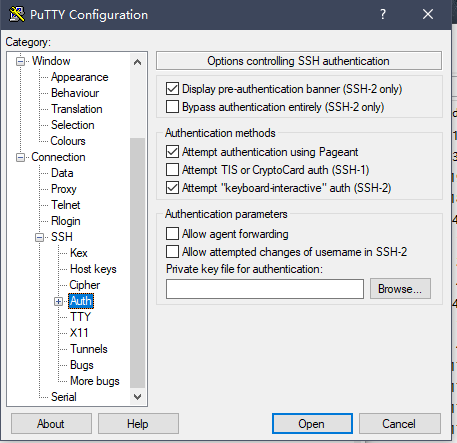 PuTTY Configuration
?
Category:
Window
Appearance
Behaviour
Translation
Selection
Colours
Connection
Data
Proxy
Telnet
Rlogin
SSH
Kex
Host keys
Cipher
Auth
TTY
X11
Tunnels
Bugs
More bugs
Serial
Options controlling SSH authentication
Display pre-authentication banner (SSH-2 only)
Bypass authentication entirely (SSH-2 only)
Authentication methods
Attempt authentication using Pageant
Attempt TIS or CryptoCard auth (SSH-1)
Attempt "keyboard-interactive" auth (SSH-2)
Authentication parameters
Allow agent forwarding
Allow attempted changes of username in SSH-2
Private key file for authentication:
Browse...
About
Help
Open
Cancel